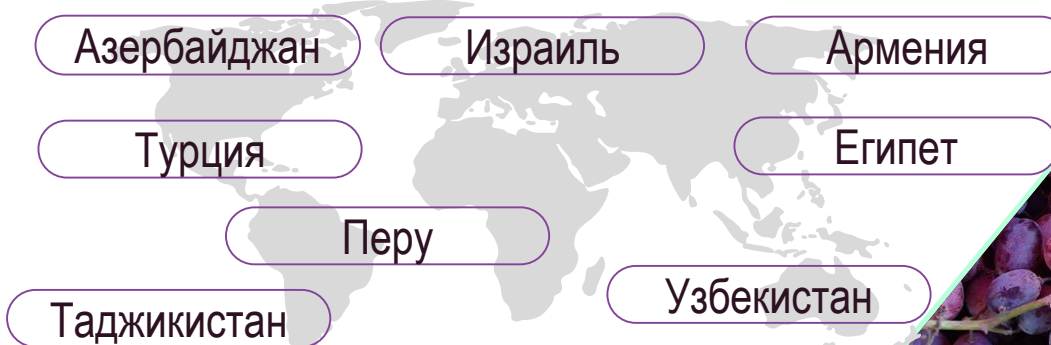 Азербайджан
Израиль
Армения
Турция
Египет
Перу
Узбекистан
Таджикистан